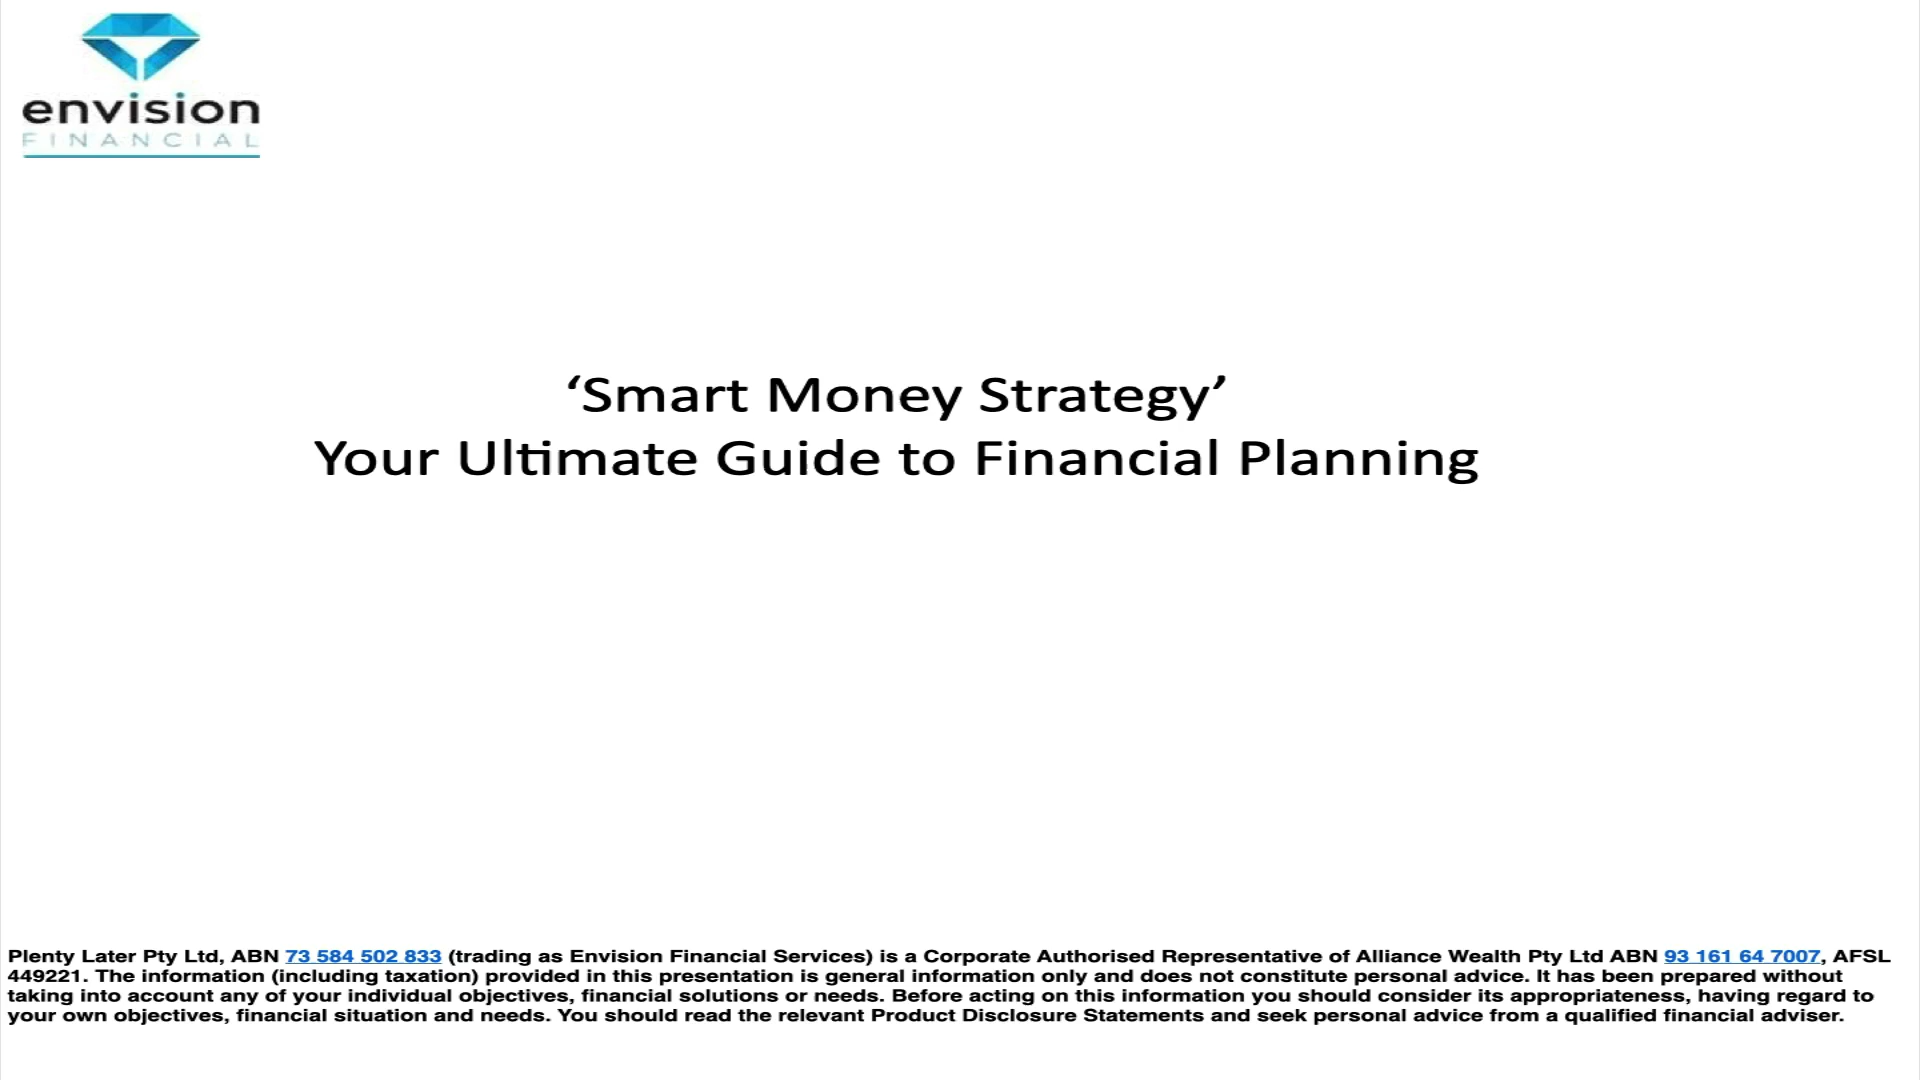 envision
FINANCIAL
‘Smart Money Strategy’
Your Ultimate Guide to Financial Planning
Plenty Later Pty Ltd, ABN 73 584 502 833 (trading as Envision Financial Services) is a Corporate Authorised Representative of Alliance Wealth Pty Ltd ABN 93 161 64 7007, AFSL
449221. The information (including taxation) provided in this presentation is general information only and does not constitute personal advice. It has been prepared without
taking into account any of your individual objectives, financial solutions or needs. Before acting on this information you should consider its appropriateness, having regard to
your own objectives, financial situation and needs. You should read the relevant Product Disclosure Statements and seek personal advice from a qualified financial adviser.